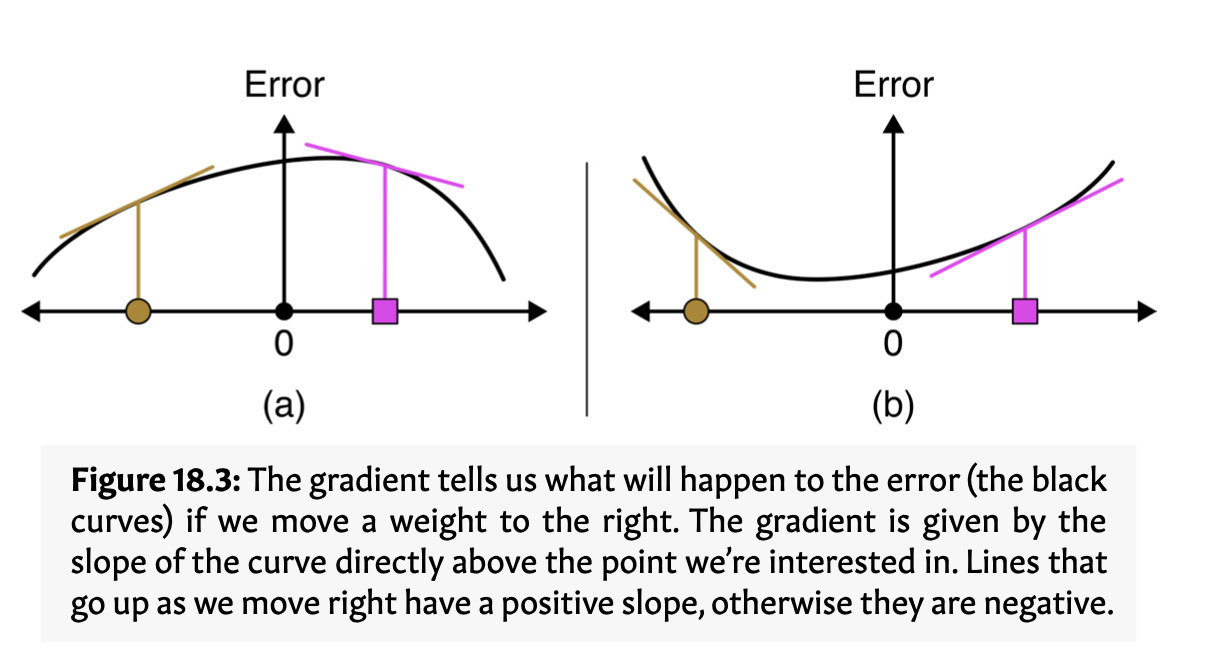 Error
Error
0
0
(a)
(b)
Figure 18.3: The gradient tells us what will happen to the error (the black
curves) if we move a weight to the right. The gradient is given by the
slope of the curve directly above the point we’re interested in. Lines that
go up as we move right have a positive slope, otherwise they are negative.